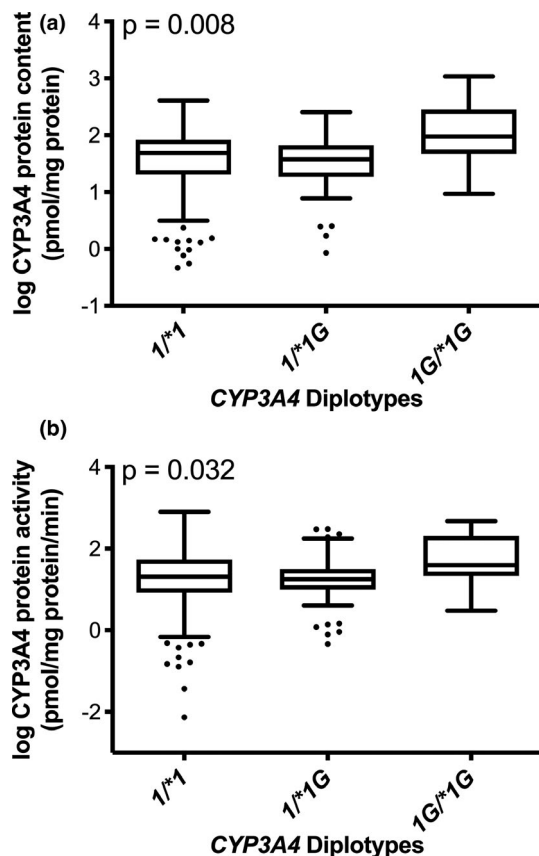 (a)
p = 0.008
log CYP3A4 protein content
(pmol/mg protein)
4
3
2
1
0
-1
1/*1
1/*1G
1G/*1G
CYP3A4 Diplotypes
(b)
p = 0.032
log CYP3A4 protein activity
(pmol/mg protein/min)
4
2
0
-2
1/*1
1/*1G
1G/*1G
CYP3A4 Diplotypes